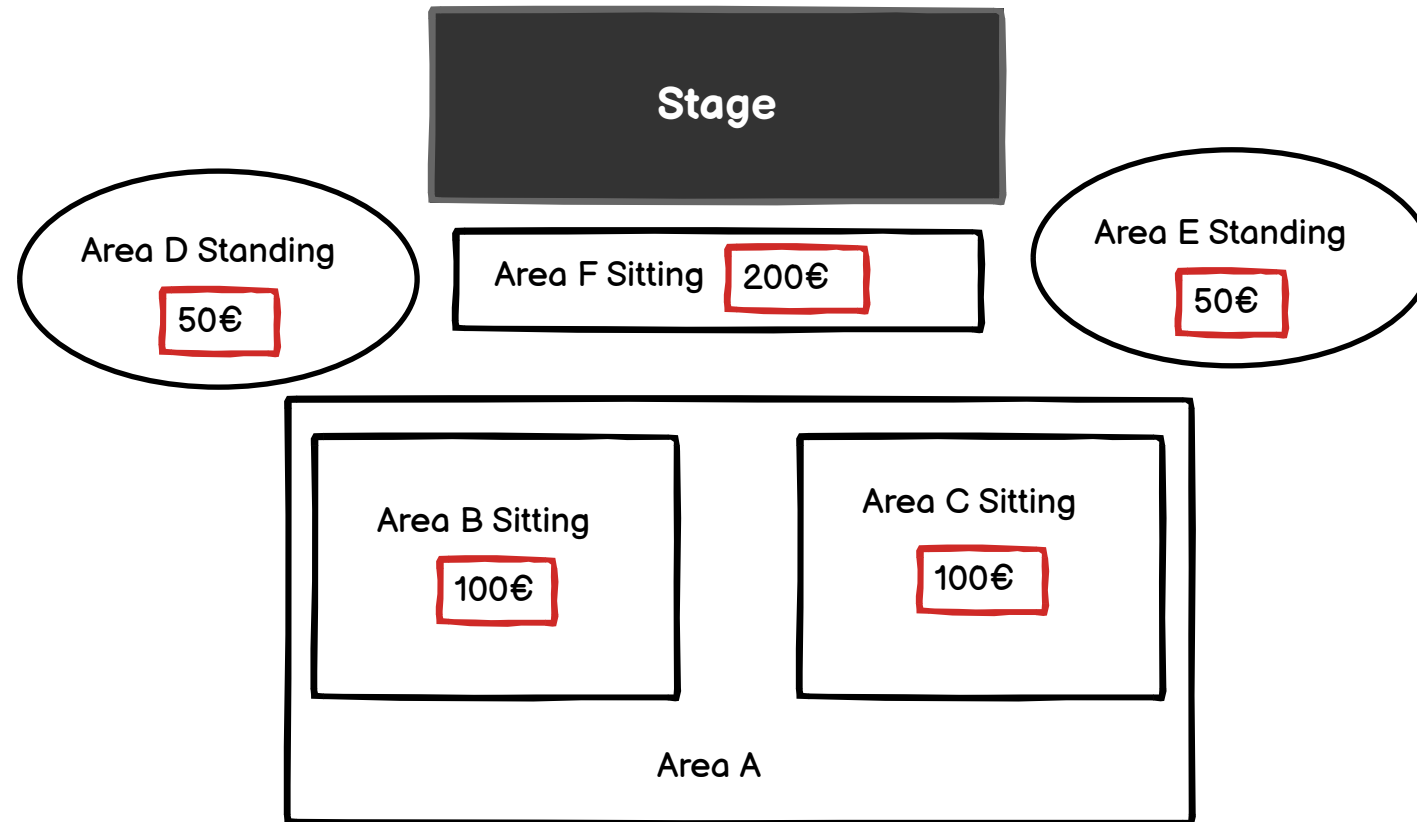 Stage
Area D Standing
50€
Area F Sitting
200€
Area E Standing
50€
Area B Sitting
100€
Area C Sitting
100€
Area A